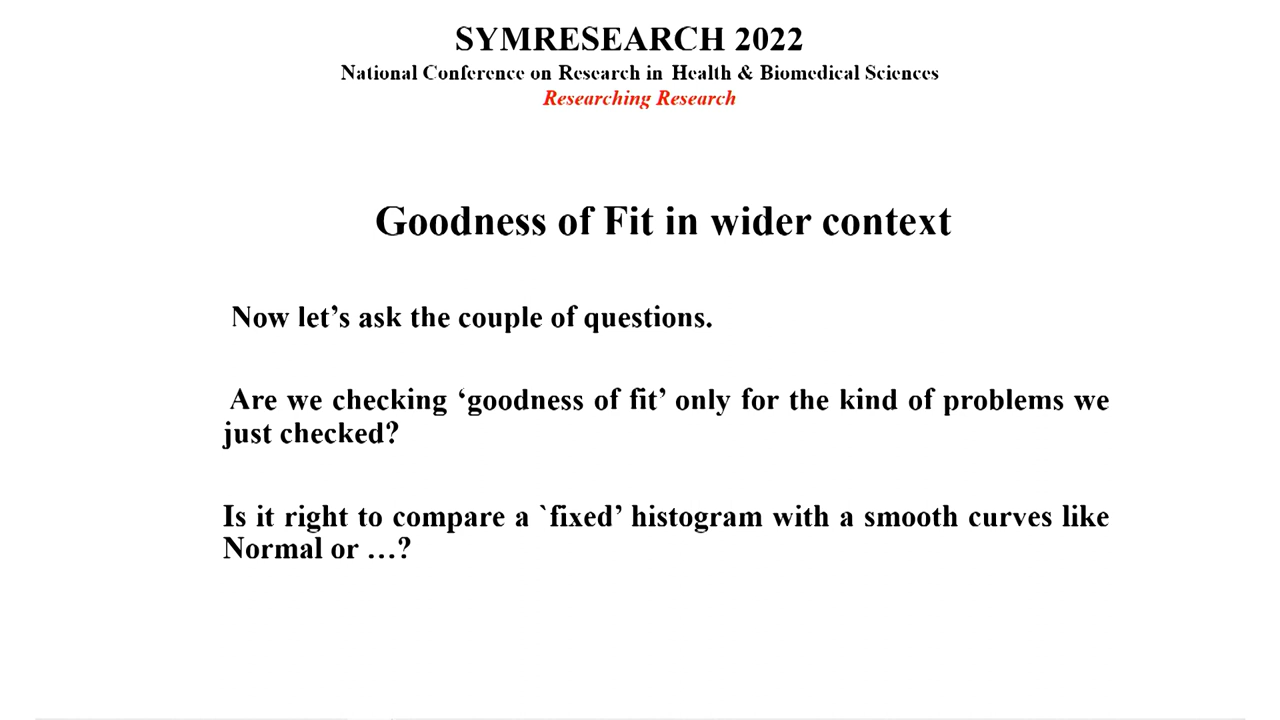 SYMRESEARCH 2022
National Conference on Research in Health & Biomedical Sciences
Researching Research
Goodness of Fit in wider context
Now let’s ask the couple of questions.
Are we checking ‘goodness of fit’ only for the kind of problems we
just checked?
Is it right to compare a `fixed’ histogram with a smooth curves like
Normal or …?